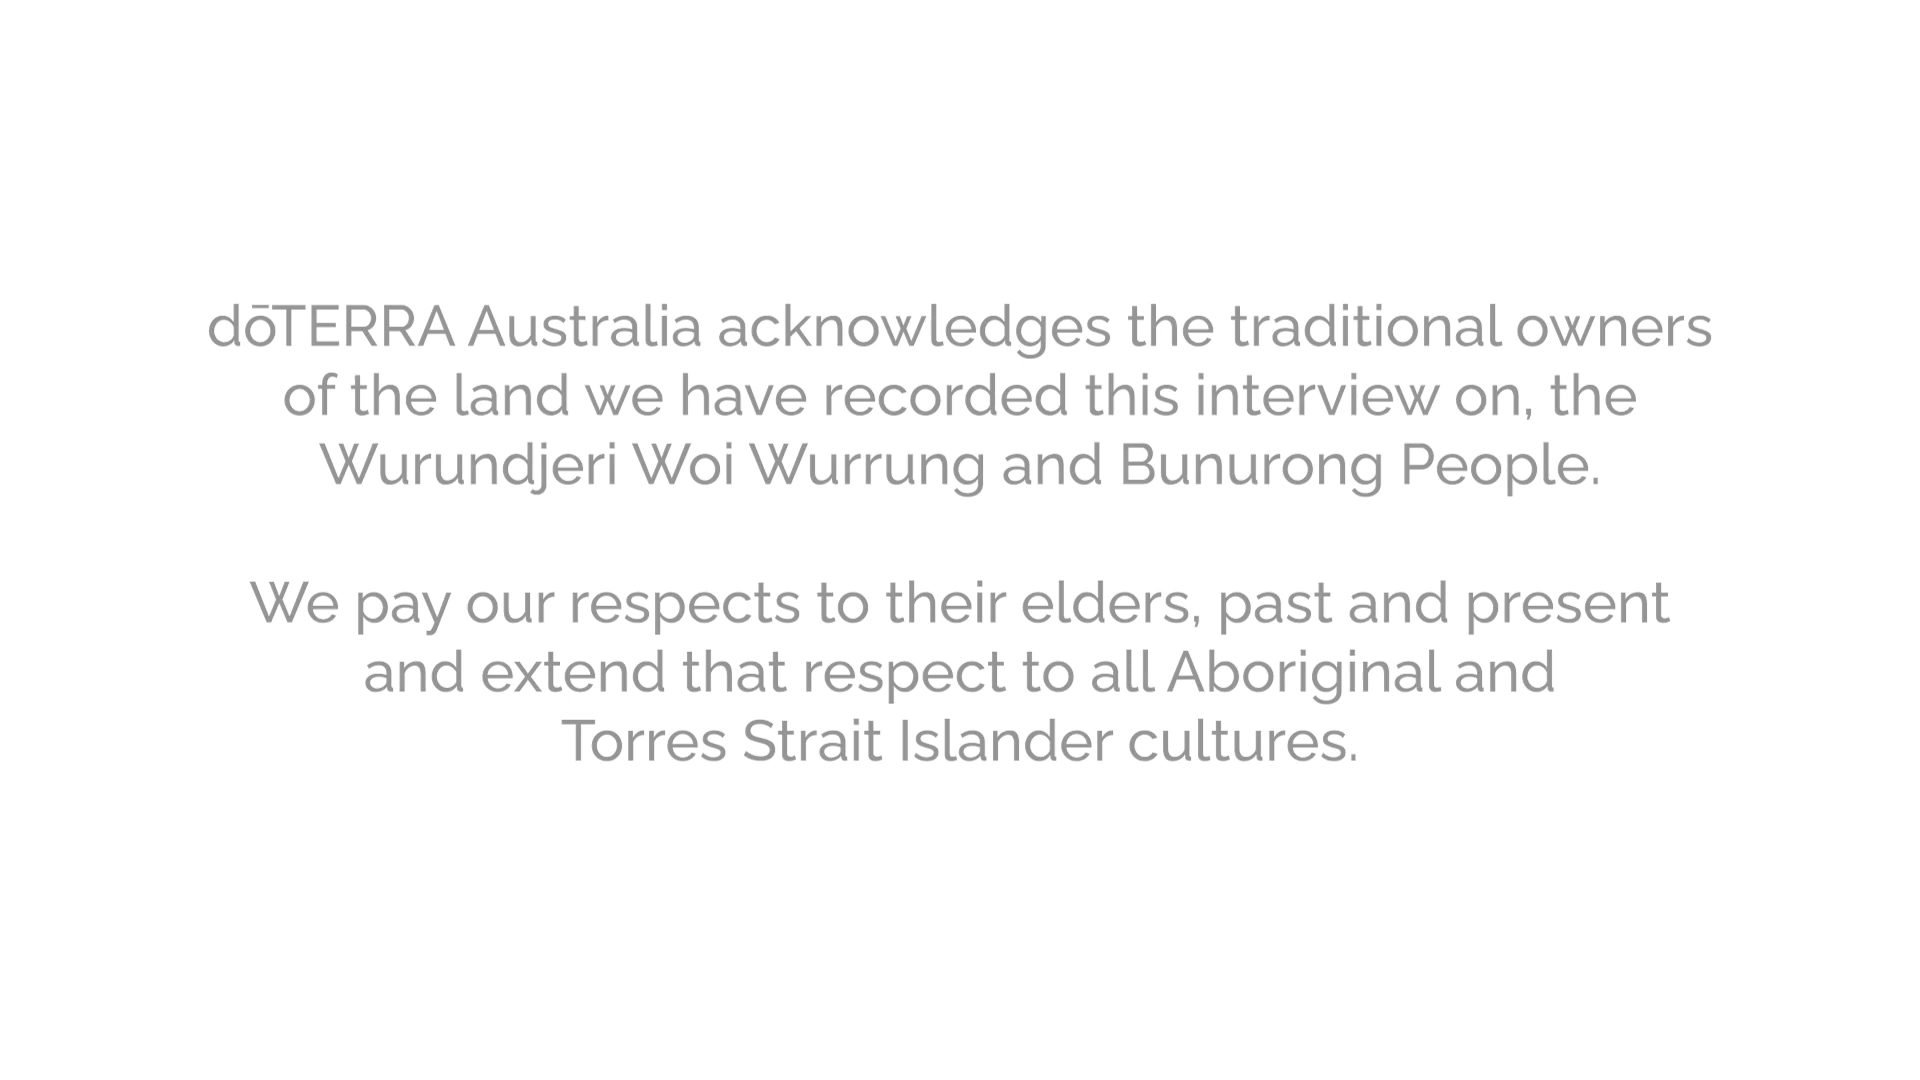 dōTERRA Australia acknowledges the traditional owners
of the land we have recorded this interview on, the
Wurundjeri Woi Wurrung and Bunurong People.
We pay our respects to their elders, past and present
and extend that respect to all Aboriginal and
Torres Strait Islander cultures.